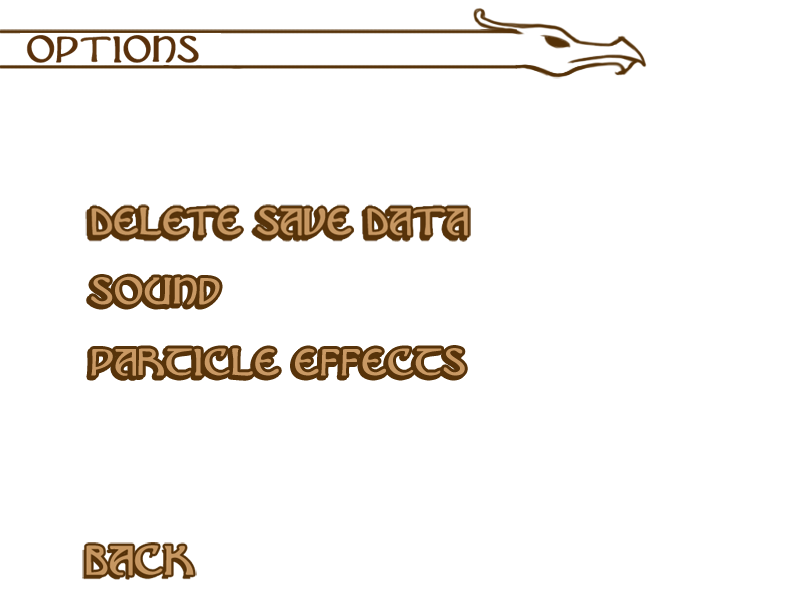 OPTIONS
DELETE SAVE DATA
SOUND
PARTICLE EFFECTS
BACK